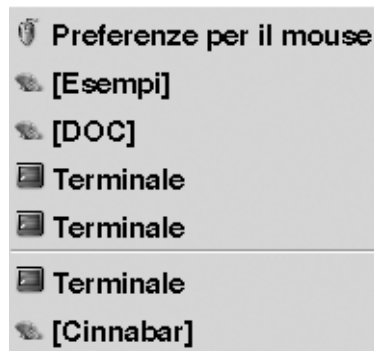 Preferenze per il mouse
[Esempi]
[DOC]
Terminale
Terminale
Terminale
[Cinnabar]